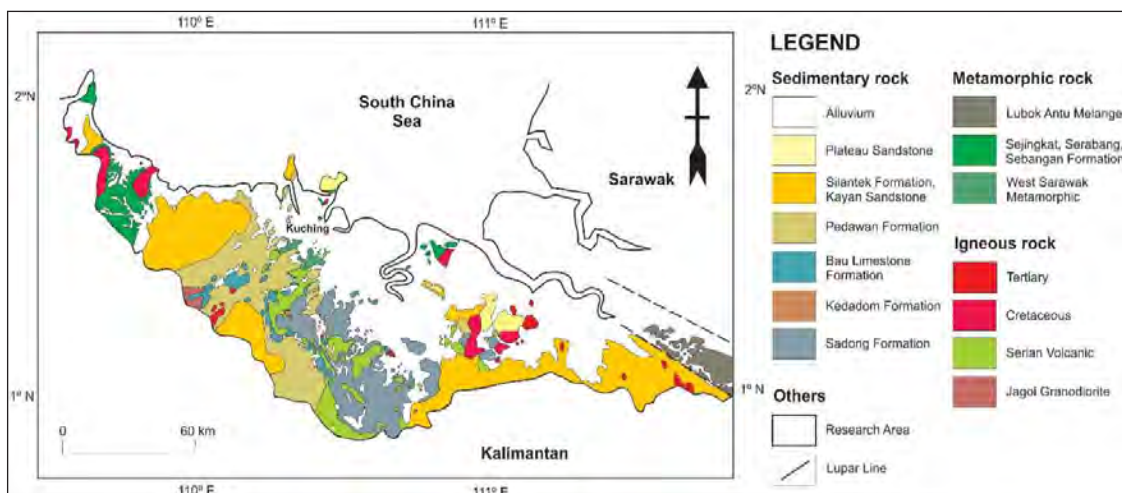 110° E
111° E
2°N
2°N
South China
Sea
Sarawak
Kuching
1° N
1° N
0
60 km
Kalimantan
110° E
111° E
LEGEND
Sedimentary rock
Alluvium
Plateau Sandstone
Silantek Formation,
Kayan Sandstone
Pedawan Formation
Bau Limestone
Formation
Kedadom Formation
Sadong Formation
Others
Research Area
Lupar Line
Metamorphic rock
Lubok Antu Melange
Sejingkat, Serabang,
Sebangan Formation
West Sarawak
Metamorphic
Igneous rock
Tertiary
Cretaceous
Serian Volcanic
Jagoi Granodiorite